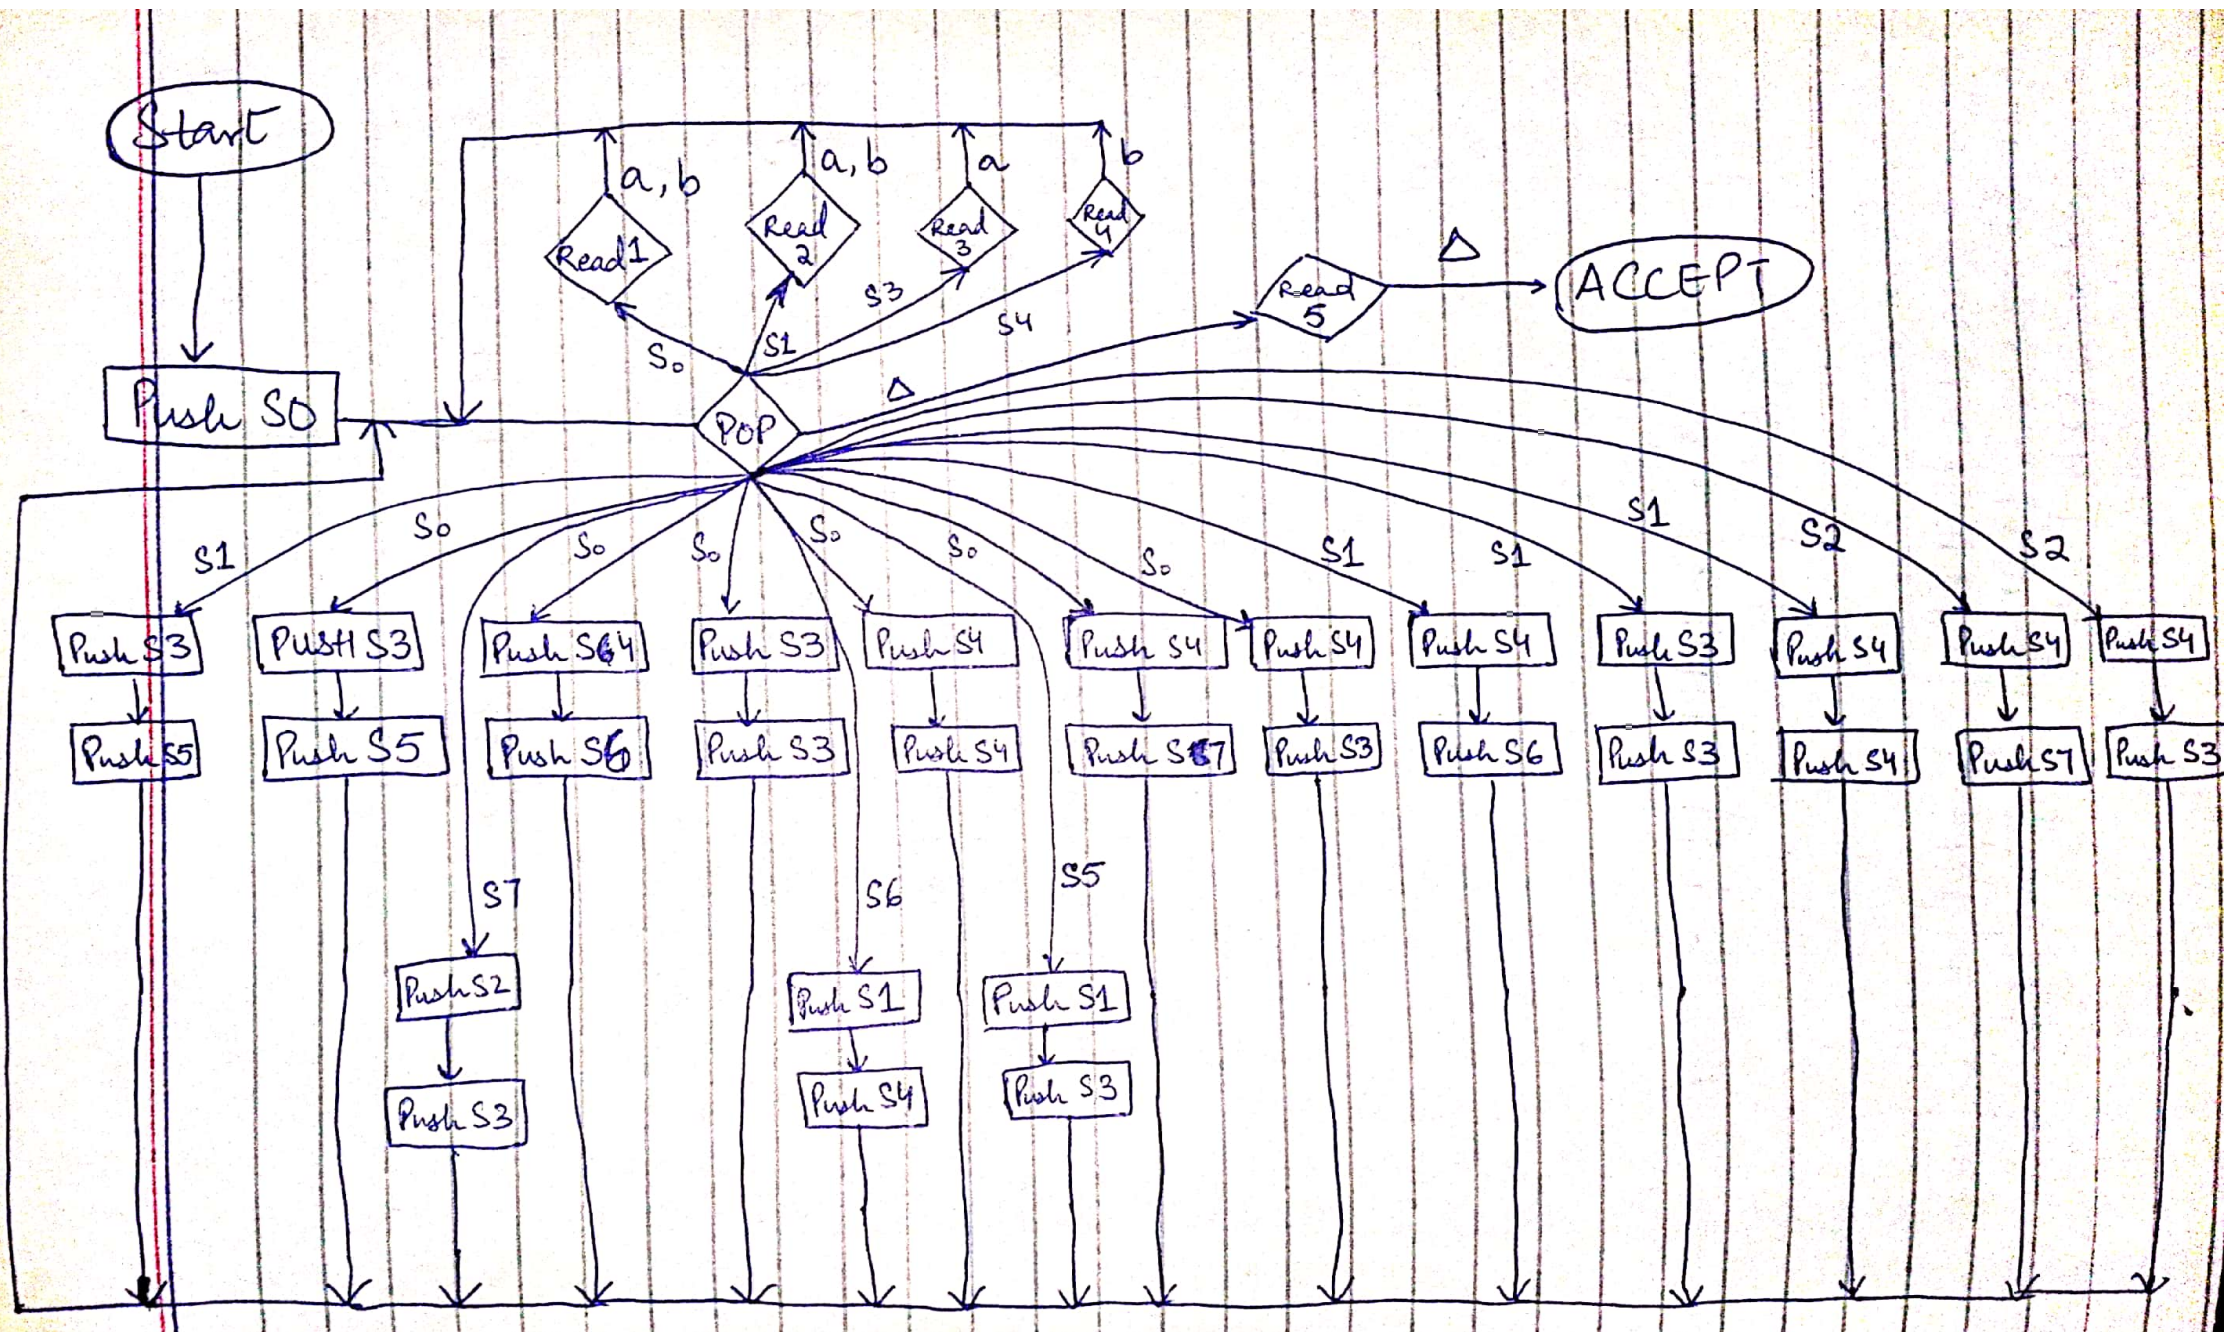 Start
a, b
a, b
a
b
Read 1
Read
2
Read
3
Read
4
Read
5
Δ
ACCEPT
S0
S1
S3
S4
Δ
Push S0
POP
S1
S0
S0
S0
S0
S0
S0
S1
S1
S1
S2
S2
Push S3
PUSH S3
Push S4
Push S3
Push S4
Push S4
Push S4
Push S4
Push S3
Push S4
Push S4
Push S4
Push S5
Push S5
Push S6
Push S3
Push S4
Push S7
Push S3
Push S6
Push S3
Push S4
Push S7
Push S3
S7
S6
S5
Push S2
Push S1
Push S1
Push S3
Push S4
Push S3